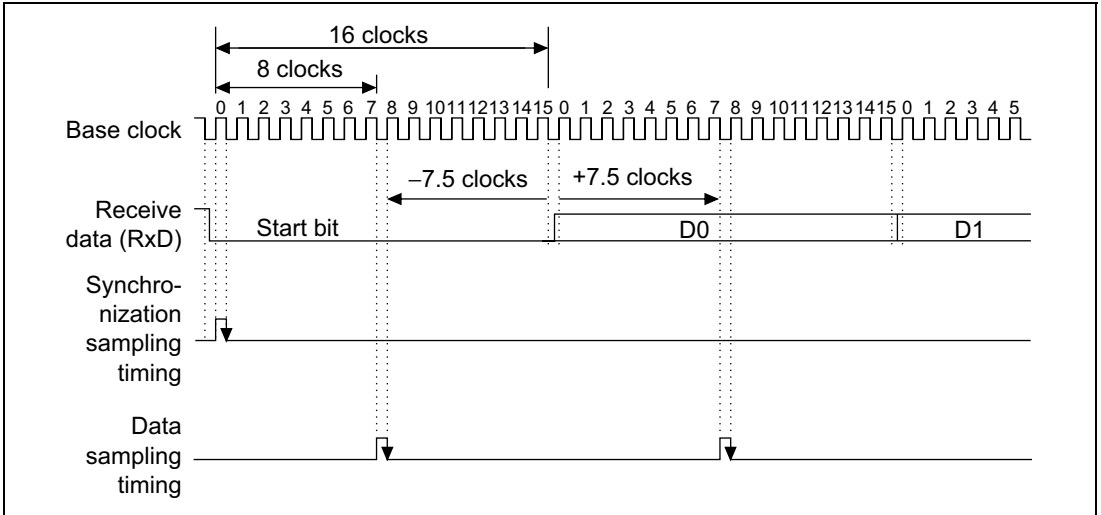 16 clocks
8 clocks
0 1 2 3 4 5 6 7 8 9 10 11 12 13 14 15 0 1 2 3 4 5 6 7 8 9 10 11 12 13 14 15 0 1 2 3 4 5
Base clock
−7.5 clocks +7.5 clocks
Receive
data (RxD)
Start bit D0 D1
Synchro-
nization
sampling
timing
Data
sampling
timing